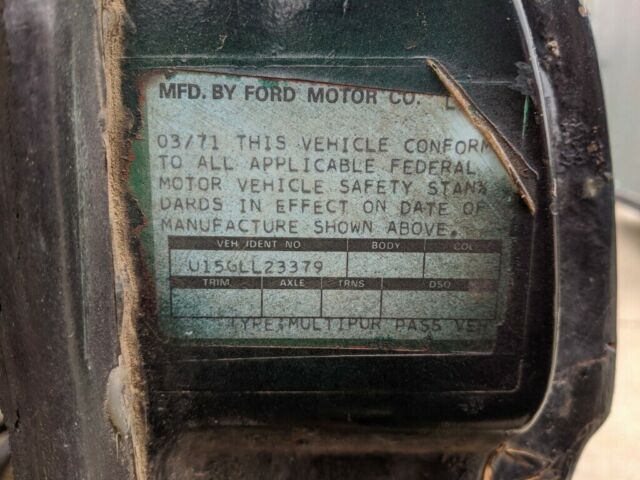 MFD. BY FORD MOTOR CO.
03/71 THIS VEHICLE CONFORM
TO ALL APPLICABLE FEDERAL
MOTOR VEHICLE SAFETY STAN%
DARDS IN EFFECT ON DATE OF
MANUFACTURE SHOWN ABOVE.
VEH IDENT NO BODY COL
U15GLL23379
TRIM AXLE TRNS DSO
TYPE:MULTIPUR PASS VEH